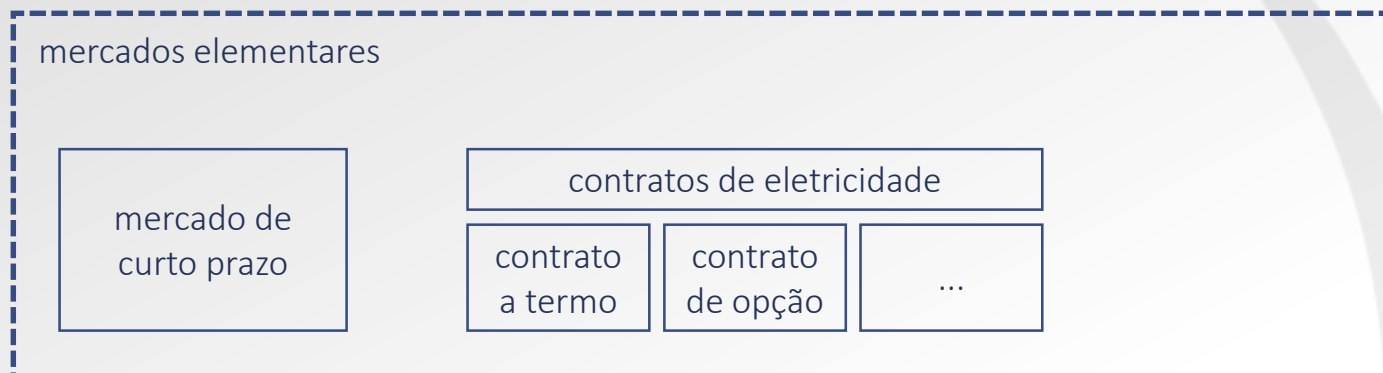 mercados elementares
mercado de
curto prazo
contratos de eletricidade
contrato
a termo
contrato
de opção
...